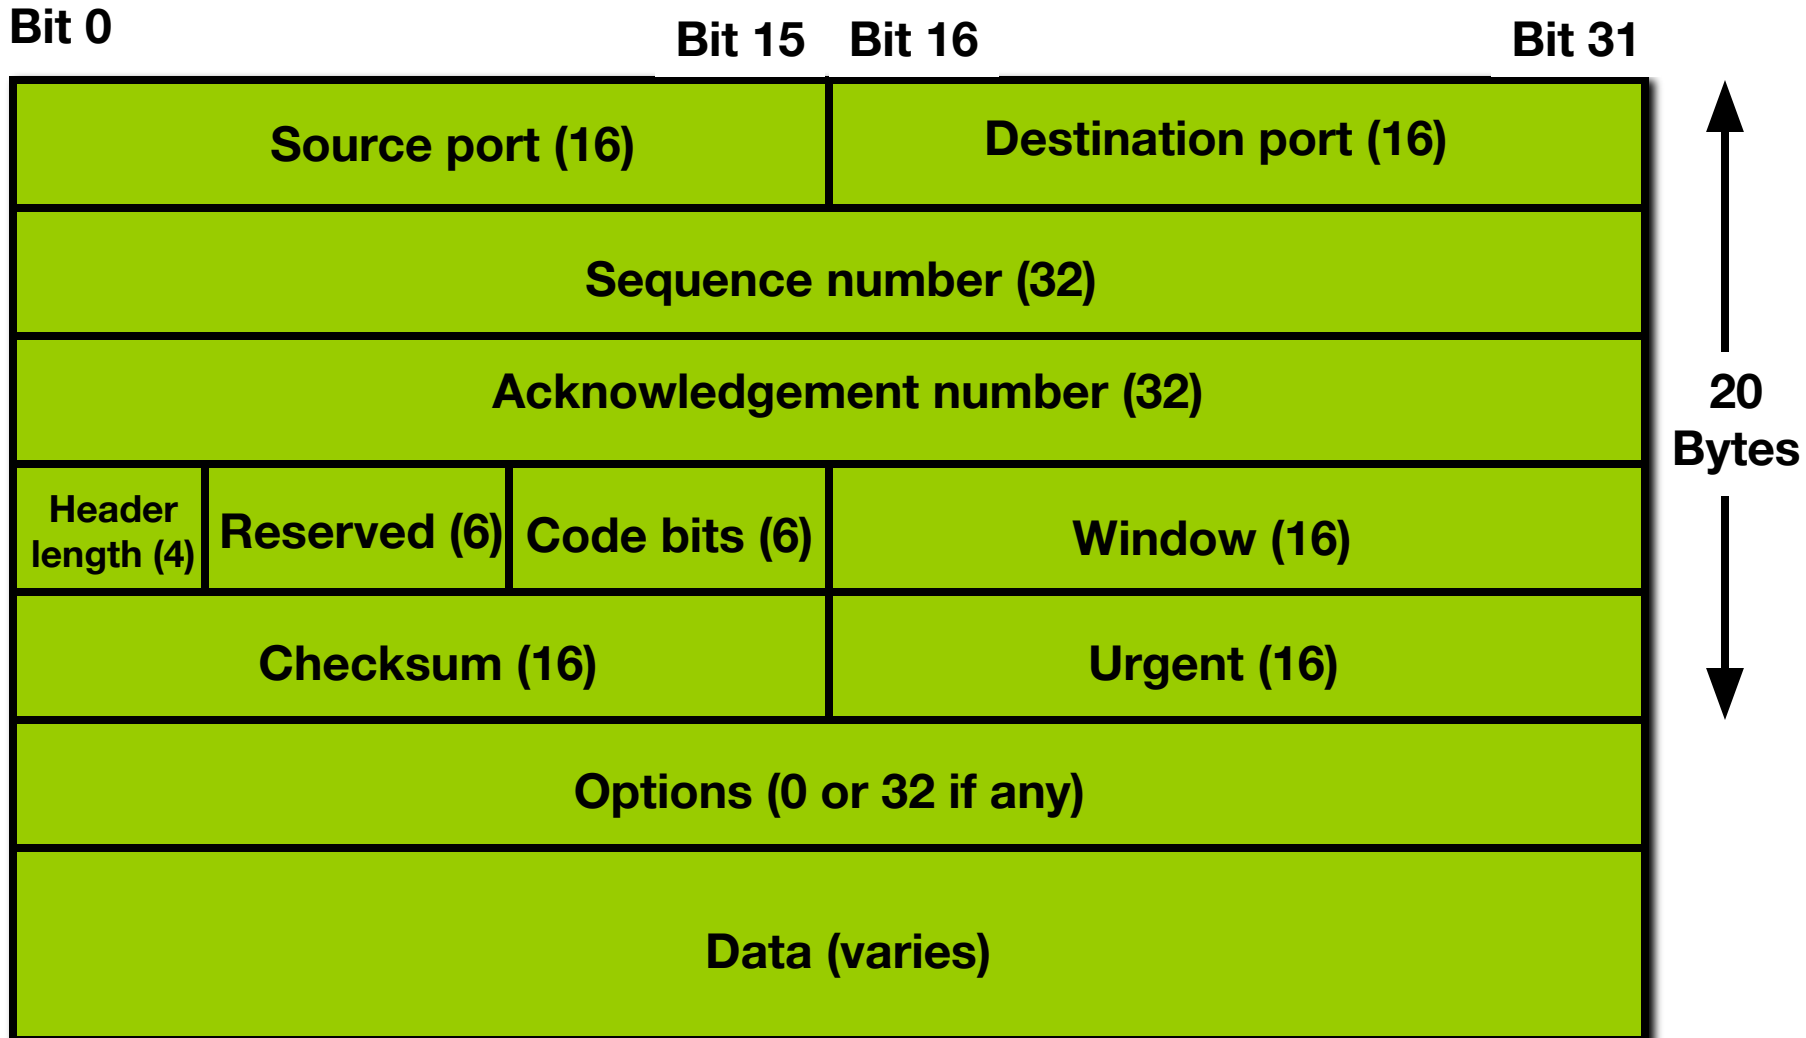 Bit 0
Bit 15
Bit 16
Bit 31
Source port (16)
Destination port (16)
Sequence number (32)
Acknowledgement number (32)
20
Bytes
Header
length (4)
Reserved (6)
Code bits (6)
Window (16)
Checksum (16)
Urgent (16)
Options (0 or 32 if any)
Data (varies)